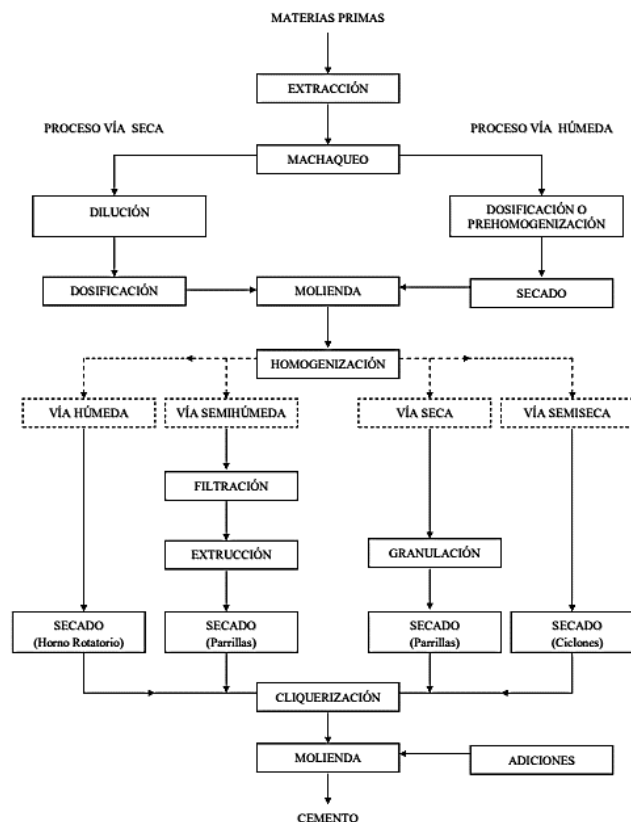 MATERIAS PRIMAS
EXTRACCIÓN
PROCESO VÍA SECA
PROCESO VÍA HÚMEDA
MACHAQUEO
DILUCIÓN
DOSIFICACIÓN O
PREHOMOGENIZACIÓN
DOSIFICACIÓN
MOLIENDA
SECADO
HOMOGENIZACIÓN
VÍA HÚMEDA
VÍA SEMIHÚMEDA
VÍA SECA
VÍA SEMISECA
FILTRACIÓN
EXTRUCCIÓN
GRANULACIÓN
SECADO
(Horno Rotatorio)
SECADO
(Parrillas)
SECADO
(Parrillas)
SECADO
(Ciclones)
CLIQUERIZACIÓN
MOLIENDA
ADICIONES
CEMENTO